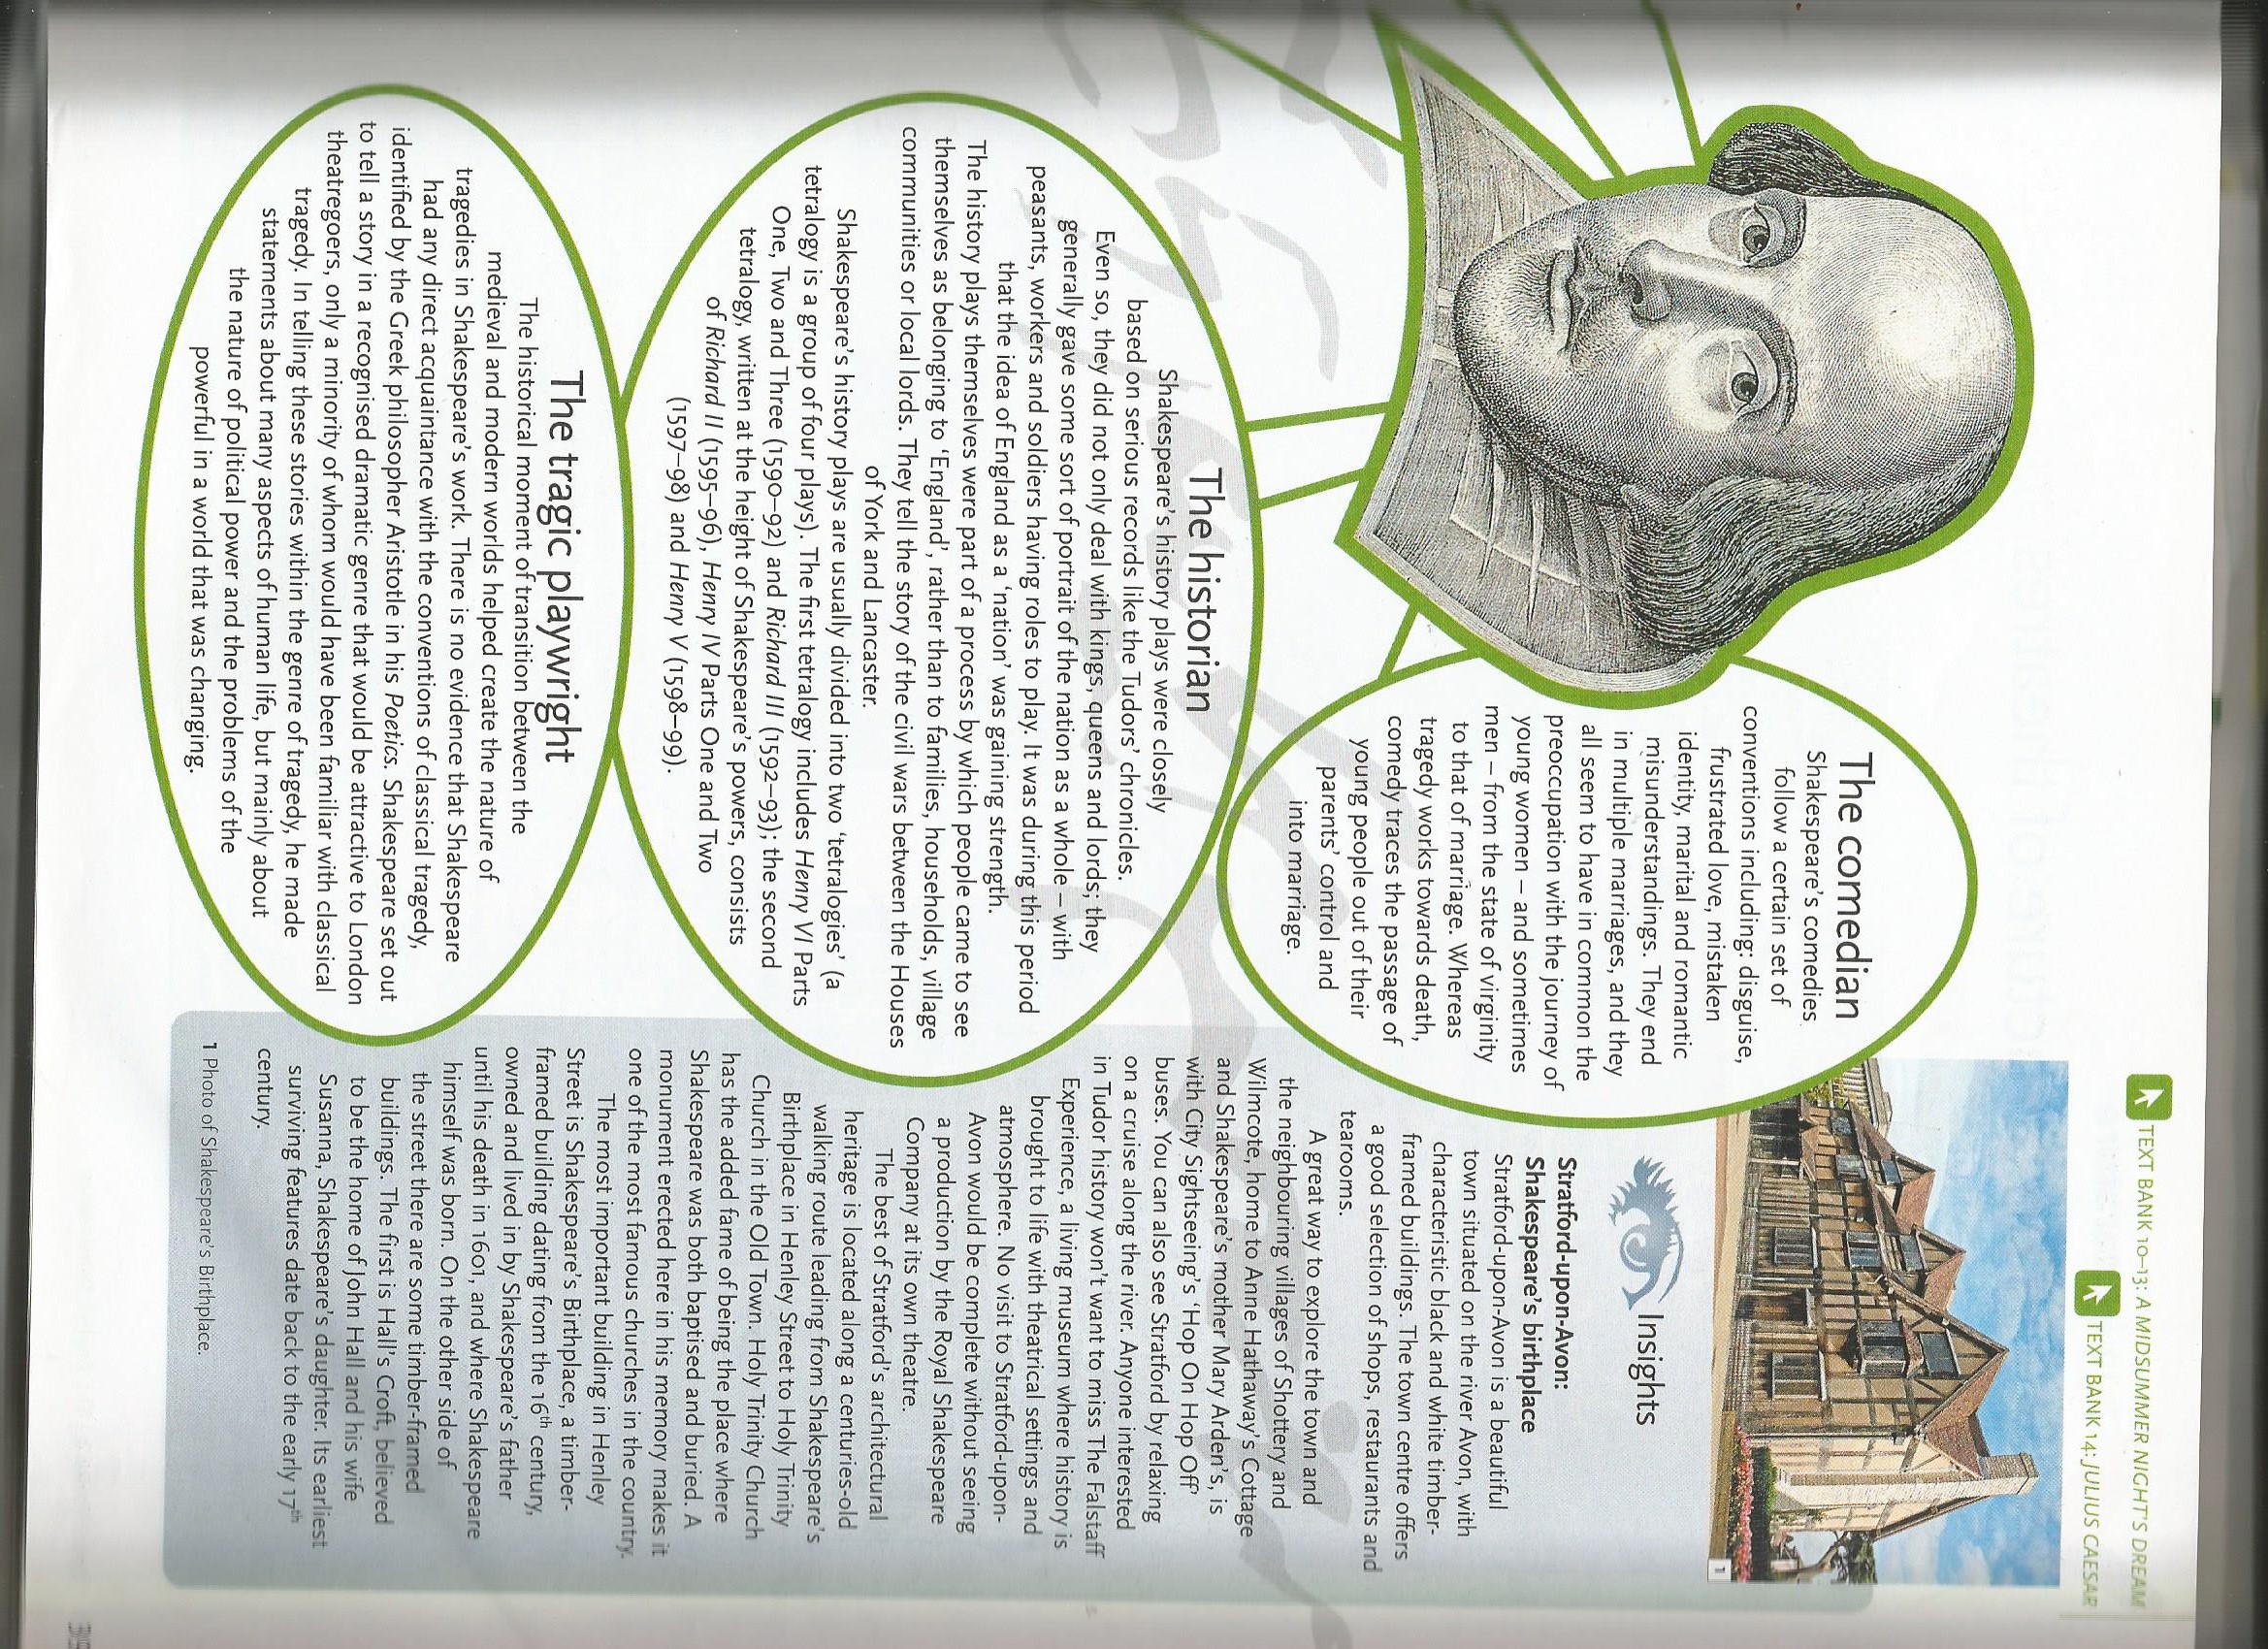 TEXT BANK 10–13: A MIDSUMMER NIGHT'S DREAM
TEXT BANK 14: JULIUS CAESAR
The comedian
Shakespeare's comedies
follow a certain set of
conventions including: disguise,
frustrated love, mistaken
identity, marital and romantic
misunderstandings. They end
in multiple marriages, and they
all seem to have in common the
preoccupation with the journey of
young women – and sometimes
men – from the state of virginity
to that of marriage. Whereas
tragedy works towards death,
comedy traces the passage of
young people out of their
parents' control and
into marriage.
The historian
Shakespeare's history plays were closely
based on serious records like the Tudors' chronicles.
Even so, they did not only deal with kings, queens and lords; they
generally gave some sort of portrait of the nation as a whole – with
peasants, workers and soldiers having roles to play. It was during this period
that the idea of England as a 'nation' was gaining strength.
The history plays themselves were part of a process by which people came to see
themselves as belonging to 'England', rather than to families, households, village
communities or local lords. They tell the story of the civil wars between the Houses
of York and Lancaster.
Shakespeare's history plays are usually divided into two 'tetralogies' (a
tetralogy is a group of four plays). The first tetralogy includes Henry VI Parts
One, Two and Three (1590–92) and Richard III (1592–93); the second
tetralogy, written at the height of Shakespeare's powers, consists
of Richard II (1595–96), Henry IV Parts One and Two
(1597–98) and Henry V (1598–99).
The tragic playwright
The historical moment of transition between the
medieval and modern worlds helped create the nature of
tragedies in Shakespeare's work. There is no evidence that Shakespeare
had any direct acquaintance with the conventions of classical tragedy,
identified by the Greek philosopher Aristotle in his Poetics. Shakespeare set out
to tell a story in a recognised dramatic genre that would be attractive to London
theatregoers, only a minority of whom would have been familiar with classical
tragedy. In telling these stories within the genre of tragedy, he made
statements about many aspects of human life, but mainly about
the nature of political power and the problems of the
powerful in a world that was changing.
1
Insights
Stratford-upon-Avon:
Shakespeare's birthplace
Stratford-upon-Avon is a beautiful
town situated on the river Avon, with
characteristic black and white timber-
framed buildings. The town centre offers
a good selection of shops, restaurants and
tearooms.
A great way to explore the town and
the neighbouring villages of Shottery and
Wilmcote, home to Anne Hathaway's Cottage
and Shakespeare's mother Mary Arden's, is
with City Sightseeing's 'Hop On Hop Off'
buses. You can also see Stratford by relaxing
on a cruise along the river. Anyone interested
in Tudor history won't want to miss The Falstaff
Experience, a living museum where history is
brought to life with theatrical settings and
atmosphere. No visit to Stratford-upon-
Avon would be complete without seeing
a production by the Royal Shakespeare
Company at its own theatre.
The best of Stratford's architectural
heritage is located along a centuries-old
walking route leading from Shakespeare's
Birthplace in Henley Street to Holy Trinity
Church in the Old Town. Holy Trinity Church
has the added fame of being the place where
Shakespeare was both baptised and buried. A
monument erected here in his memory makes it
one of the most famous churches in the country.
The most important building in Henley
Street is Shakespeare's Birthplace, a timber-
framed building dating from the 16th century,
owned and lived in by Shakespeare's father
until his death in 1601, and where Shakespeare
himself was born. On the other side of
the street there are some timber-framed
buildings. The first is Hall's Croft, believed
to be the home of John Hall and his wife
Susanna, Shakespeare's daughter. Its earliest
surviving features date back to the early 17th
century.
1 Photo of Shakespeare's Birthplace.